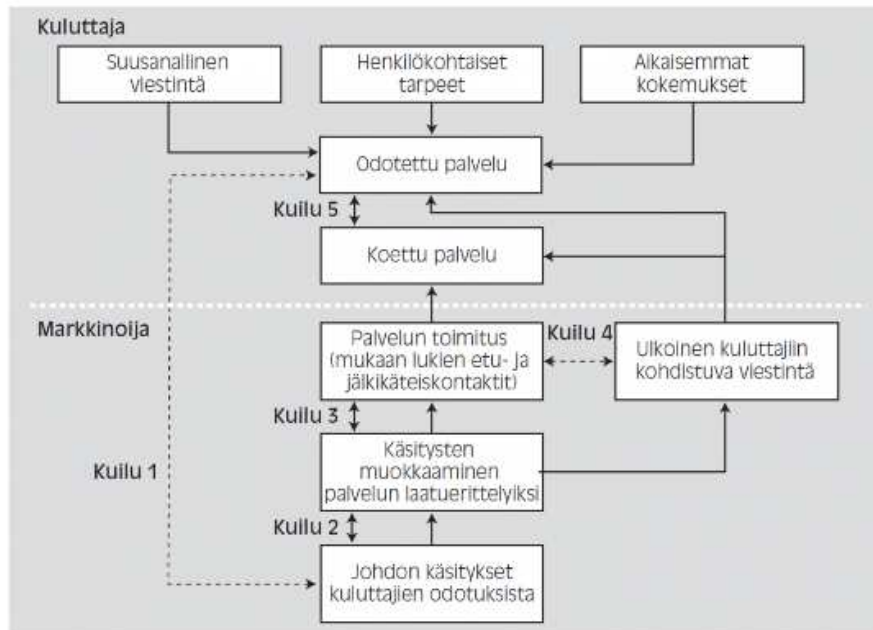 Kuluttaja
Suusanallinen
viestintä
Henkilökohtaiset
tarpeet
Aikaisemmat
kokemukset
Odotettu palvelu
Kuilu 5
Koettu palvelu
Markkinoija
Palvelun toimitus
(mukaan lukien etu- ja
jälkikäteiskontaktit)
Kuilu 4
Ulkoinen kuluttajiin
kohdistuva viestintä
Kuilu 3
Käsitysten
muokkaaminen
palvelun laatuerittelyiksi
Kuilu 1
Kuilu 2
Johdon käsitykset
kuluttajien odotuksista